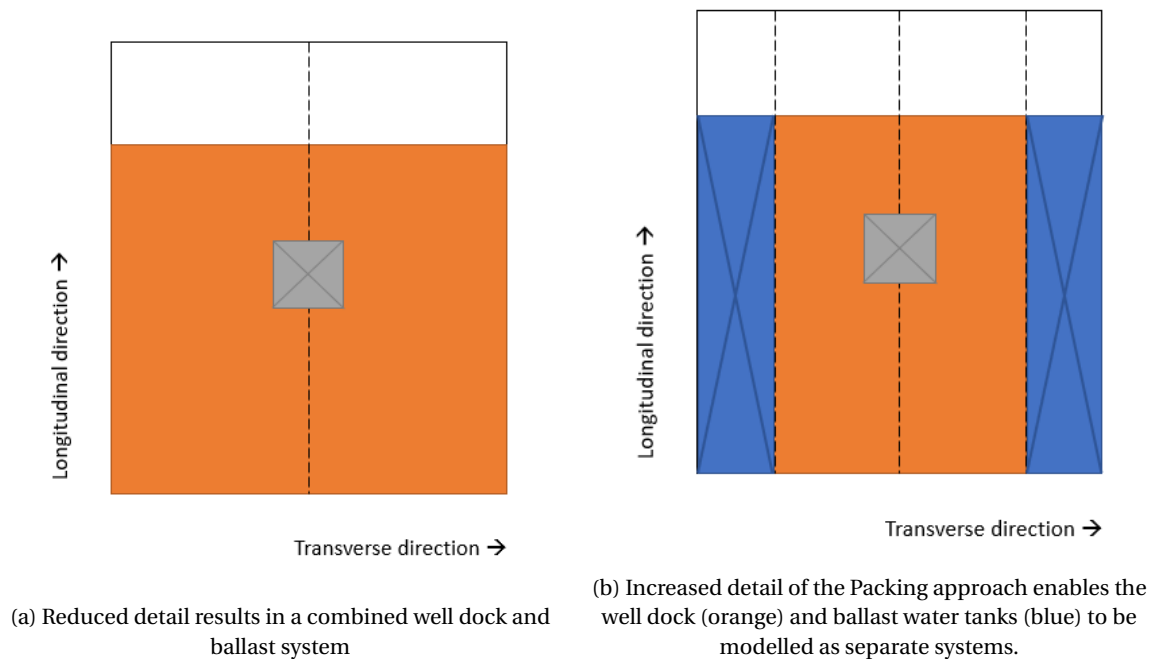 Longitudinal direction →
Transverse direction →
(a) Reduced detail results in a combined well dock and
ballast system
Longitudinal direction →
Transverse direction →
(b) Increased detail of the Packing approach enables the
well dock (orange) and ballast water tanks (blue) to be
modelled as separate systems.